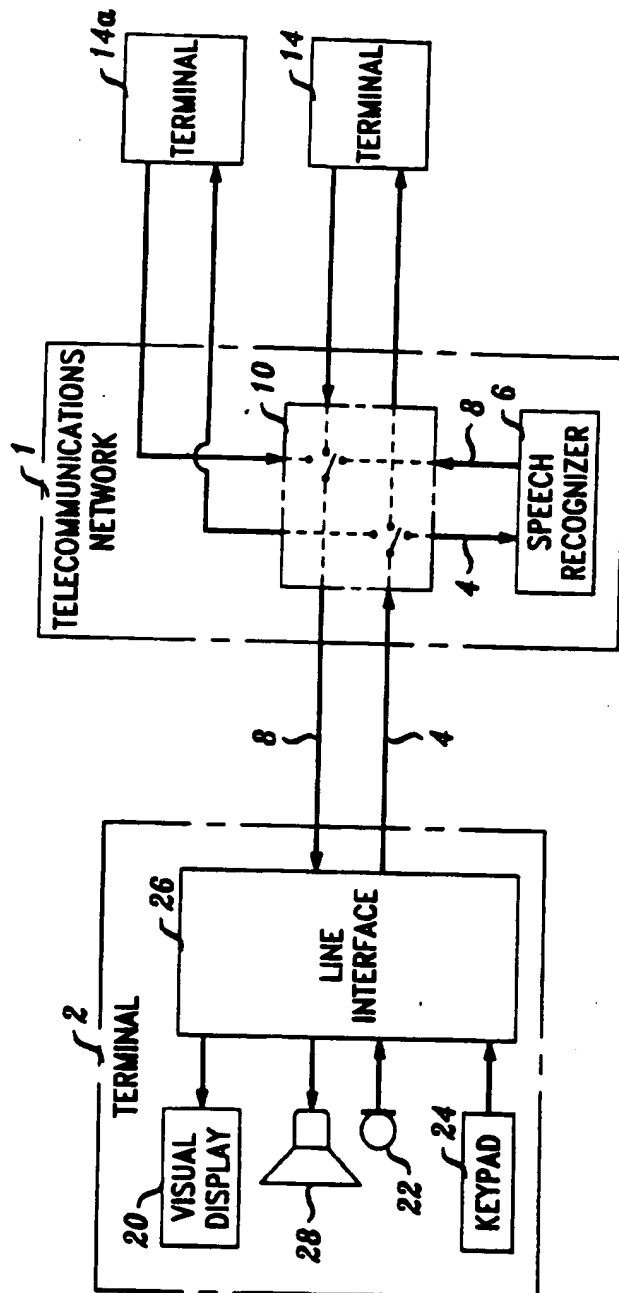 1
TELECOMMUNICATIONS
NETWORK
2
TERMINAL
20
VISUAL
DISPLAY
28
22
24
KEYPAD
26
LINE
INTERFACE
8
4
10
8
4
6
SPEECH
RECOGNIZER
14a
TERMINAL
14
TERMINAL